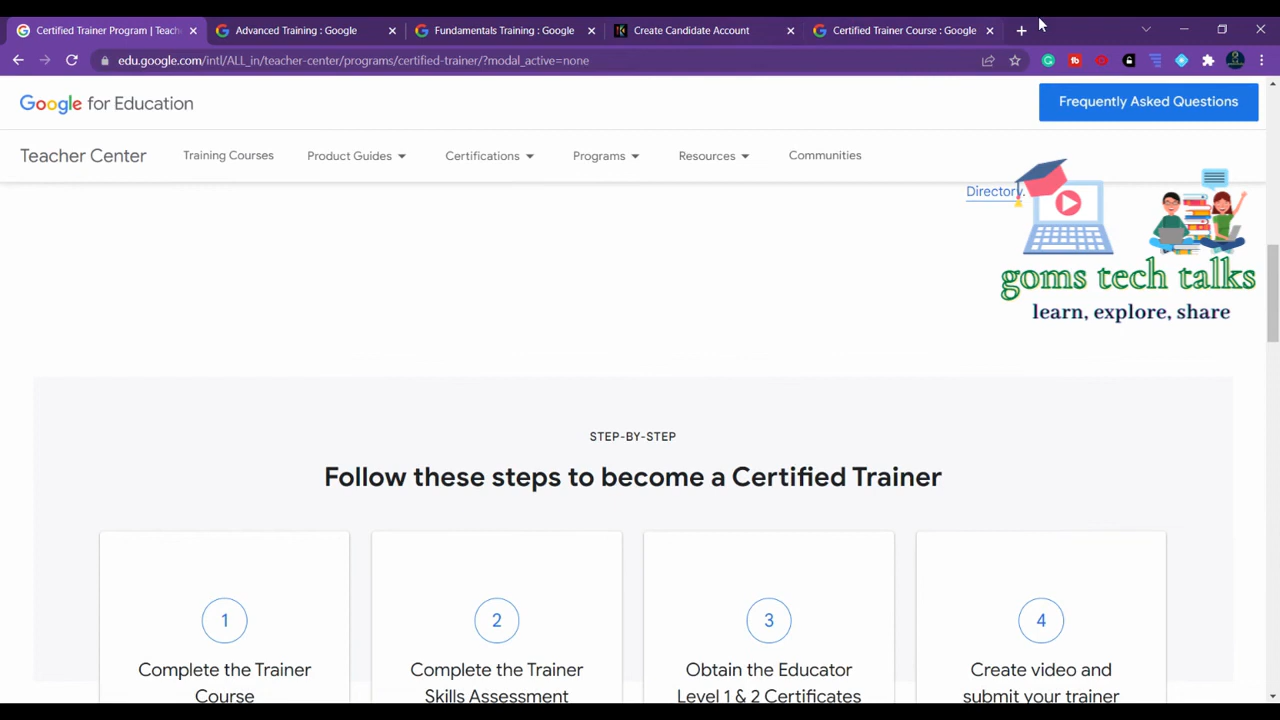 Certified Trainer Program | Teach
Advanced Training : Google
Fundamentals Training : Google
Create Candidate Account
Certified Trainer Course : Google
edu.google.com/intl/ALL_in/teacher-center/programs/certified-trainer/?modal_active=none
Google for Education
Frequently Asked Questions
Teacher Center
Training Courses
Product Guides
Certifications
Programs
Resources
Communities
Directory.
goms tech talks
learn, explore, share
STEP-BY-STEP
Follow these steps to become a Certified Trainer
1
Complete the Trainer
Course
2
Complete the Trainer
Skills Assessment
3
Obtain the Educator
Level 1 & 2 Certificates
4
Create video and
submit your trainer